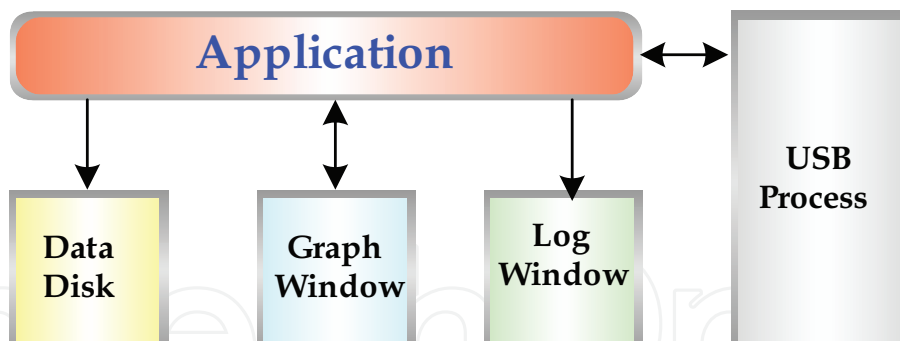 Application
USB
Process
Data
Disk
Graph
Window
Log
Window